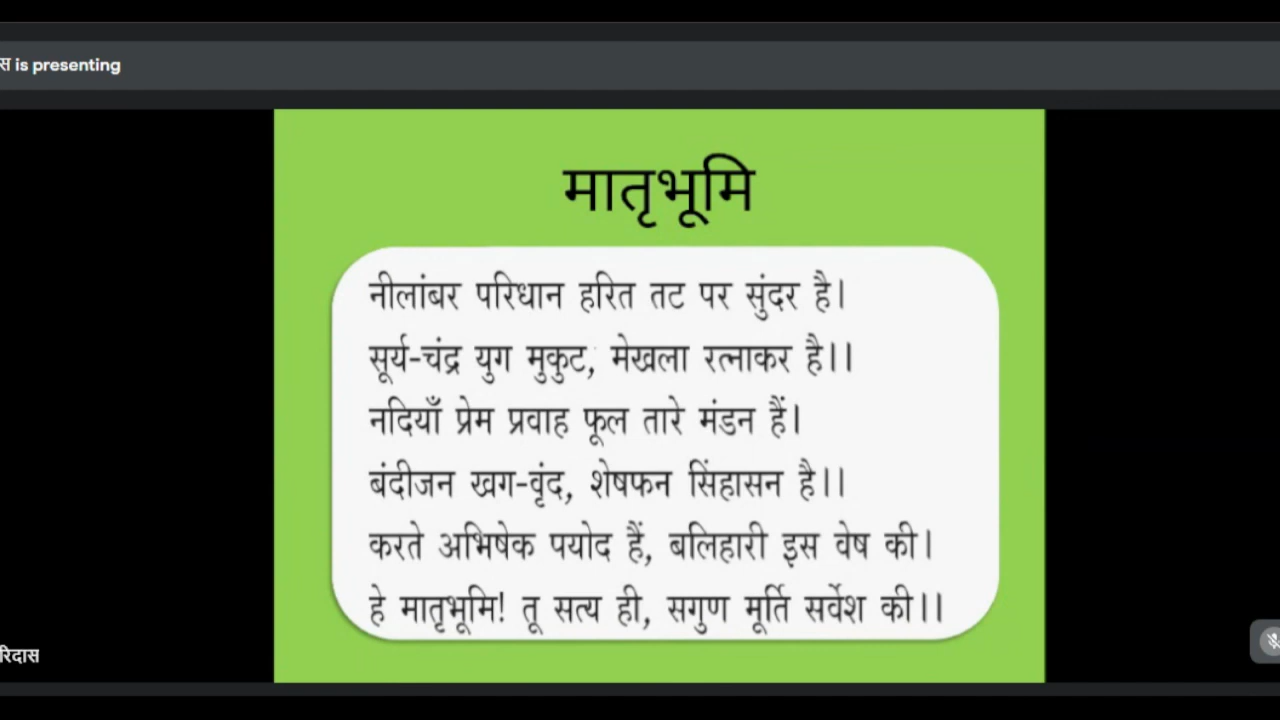 स is presenting
मातृभूमि
नीलांबर परिधान हरित तट पर सुंदर है।
सूर्य-चंद्र युग मुकुट, मेखला रत्नाकर है।।
नदियाँ प्रेम प्रवाह फूल तारे मंडन हैं।
बंदीजन खग-वृंद, शेषफन सिंहासन है।।
करते अभिषेक पयोद हैं, बलिहारी इस वेष की।
हे मातृभूमि! तू सत्य ही, सगुण मूर्ति सर्वेश की।।
रिदास